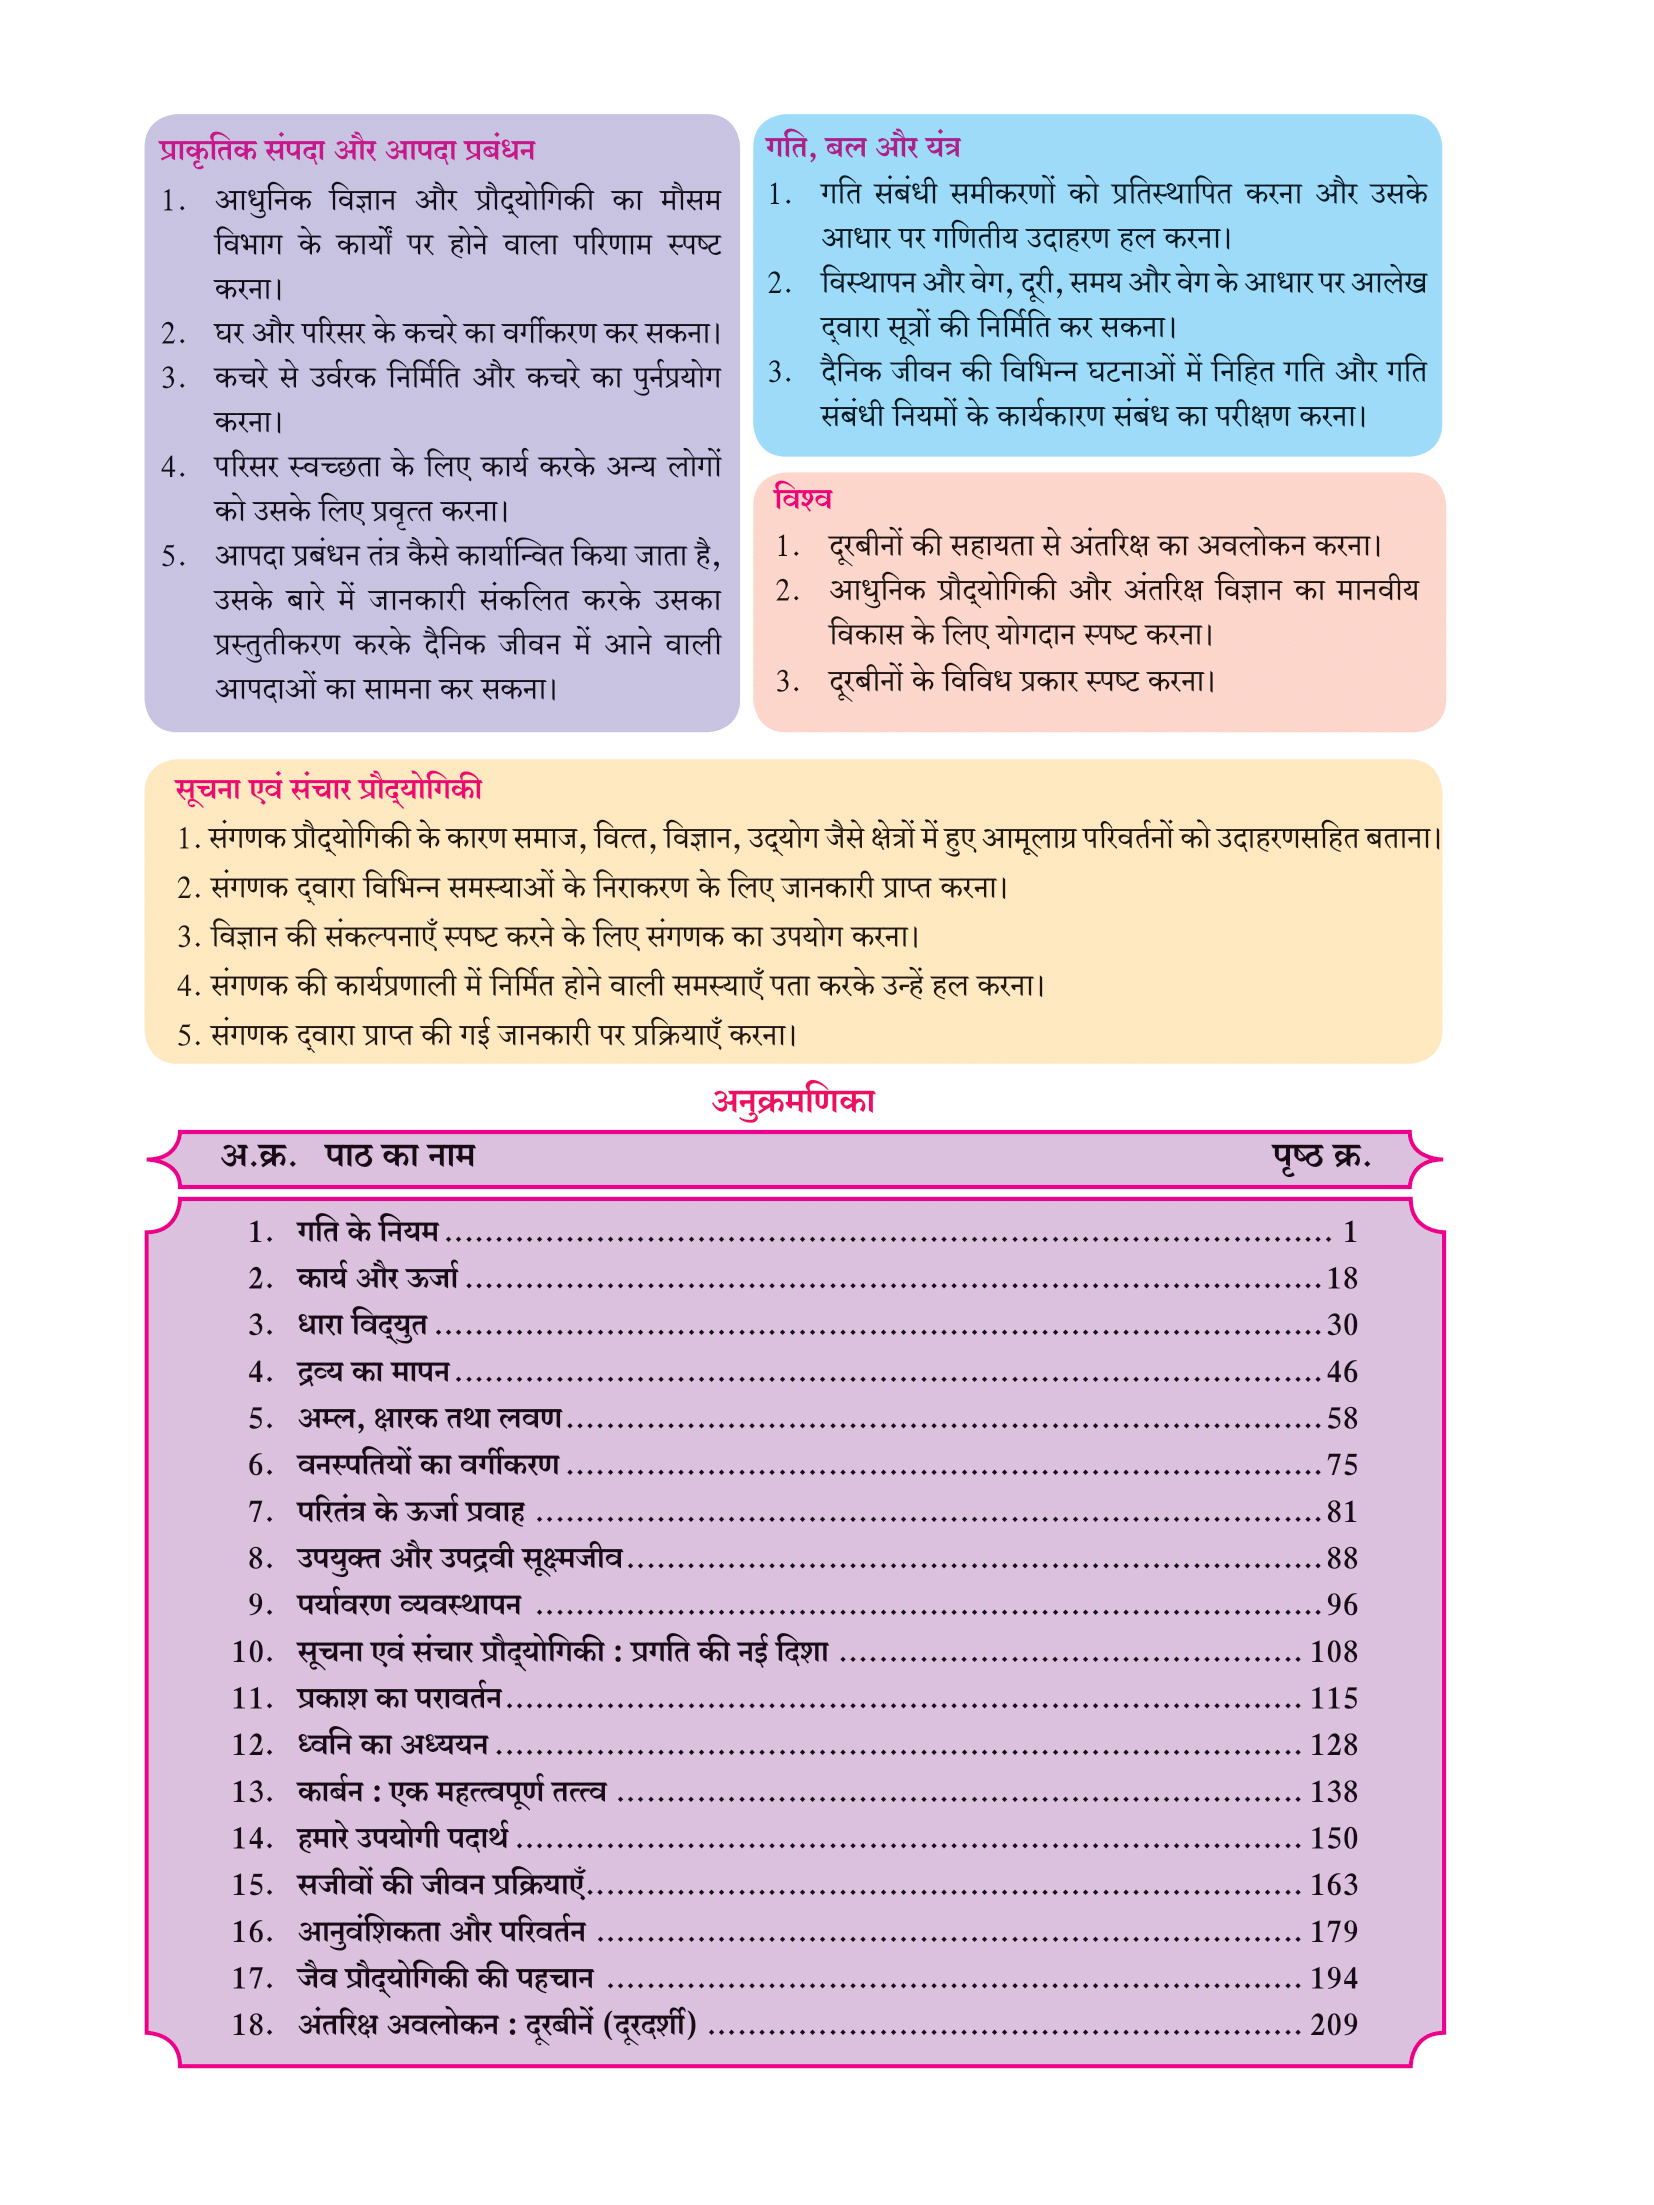 प्राकृतिक संपदा और आपदा प्रबंधन
1. आधुनिक विज्ञान और प्रौद्‌योगिकी का मौसम
विभाग के कार्यों पर होने वाला परिणाम स्पष्ट
करना।
2. घर और परिसर के कचरे का वर्गीकरण कर सकना।
3. कचरे से उर्वरक निर्मिति और कचरे का पुर्नप्रयोग
करना।
4. परिसर स्वच्छता के लिए कार्य करके अन्य लोगों
को उसके लिए प्रवृत्त करना।
5. आपदा प्रबंधन तंत्र कैसे कार्यान्वित किया जाता है,
उसके बारे में जानकारी संकलित करके उसका
प्रस्तुतीकरण करके दैनिक जीवन में आने वाली
आपदाओं का सामना कर सकना।
गति, बल और यंत्र
1. गति संबंधी समीकरणों को प्रतिस्थापित करना और उसके
आधार पर गणितीय उदाहरण हल करना।
2. विस्थापन और वेग, दूरी, समय और वेग के आधार पर आलेख
द्‌वारा सूत्रों की निर्मिति कर सकना।
3. दैनिक जीवन की विभिन्न घटनाओं में निहित गति और गति
संबंधी नियमों के कार्यकारण संबंध का परीक्षण करना।
विश्व
1. दूरबीनों की सहायता से अंतरिक्ष का अवलोकन करना।
2. आधुनिक प्रौद्‌योगिकी और अंतरिक्ष विज्ञान का मानवीय
विकास के लिए योगदान स्पष्ट करना।
3. दूरबीनों के विविध प्रकार स्पष्ट करना।
सूचना एवं संचार प्रौद्‌योगिकी
1. संगणक प्रौद्‌योगिकी के कारण समाज, वित्त, विज्ञान, उद्‌योग जैसे क्षेत्रों में हुए आमूलाग्र परिवर्तनों को उदाहरणसहित बताना।
2. संगणक द्‌वारा विभिन्न समस्याओं के निराकरण के लिए जानकारी प्राप्त करना।
3. विज्ञान की संकल्पनाएँ स्पष्ट करने के लिए संगणक का उपयोग करना।
4. संगणक की कार्यप्रणाली में निर्मित होने वाली समस्याएँ पता करके उन्हें हल करना।
5. संगणक द्‌वारा प्राप्त की गई जानकारी पर प्रक्रियाएँ करना।
अनुक्रमणिका
अ.क्र. पाठ का नाम पृष्ठ क्र.
1. गति के नियम ........ 1
2. कार्य और ऊर्जा ........ 18
3. धारा विद्‌युत ........ 30
4. द्रव्य का मापन ........ 46
5. अम्ल, क्षारक तथा लवण ........ 58
6. वनस्पतियों का वर्गीकरण ........ 75
7. परितंत्र के ऊर्जा प्रवाह ........ 81
8. उपयुक्त और उपद्रवी सूक्ष्मजीव ........ 88
9. पर्यावरण व्यवस्थापन ........ 96
10. सूचना एवं संचार प्रौद्‌योगिकी : प्रगति की नई दिशा ........ 108
11. प्रकाश का परावर्तन ........ 115
12. ध्वनि का अध्ययन ........ 128
13. कार्बन : एक महत्त्वपूर्ण तत्त्व ........ 138
14. हमारे उपयोगी पदार्थ ........ 150
15. सजीवों की जीवन प्रक्रियाएँ ........ 163
16. आनुवंशिकता और परिवर्तन ........ 179
17. जैव प्रौद्‌योगिकी की पहचान ........ 194
18. अंतरिक्ष अवलोकन : दूरबीनें (दूरदर्शी) ........ 209